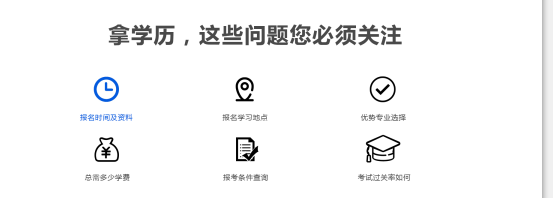 拿学历，这些问题您必须关注
报名时间及资料
报名学习地点
优势专业选择
总需多少学费
报考条件查询
考试过关率如何